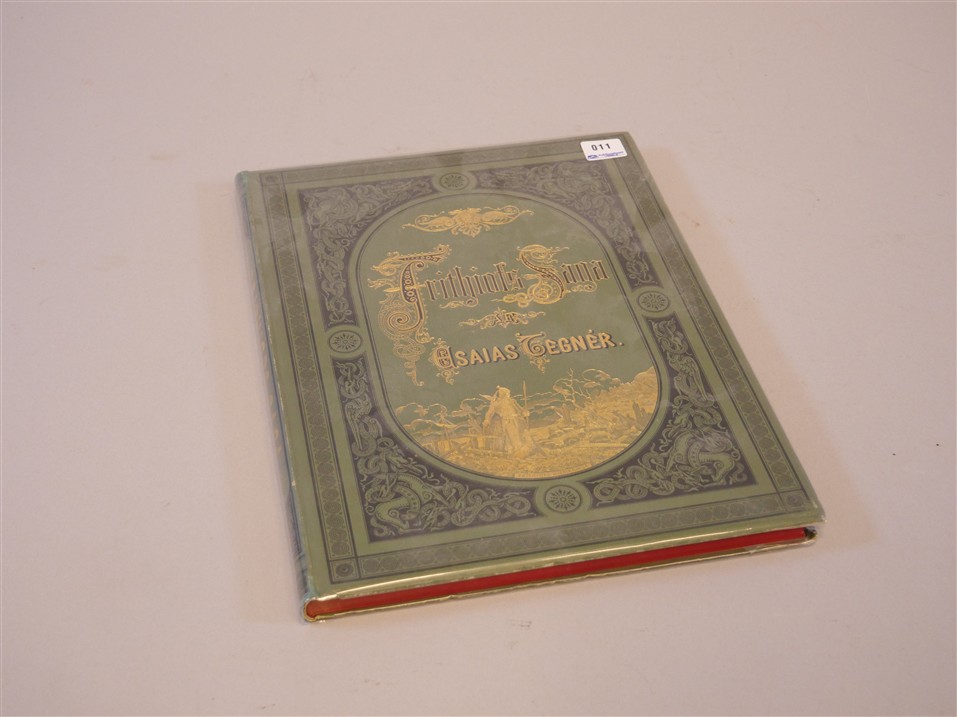 011
Frithiofs Saga
AF
ESAIAS TEGNÉR.